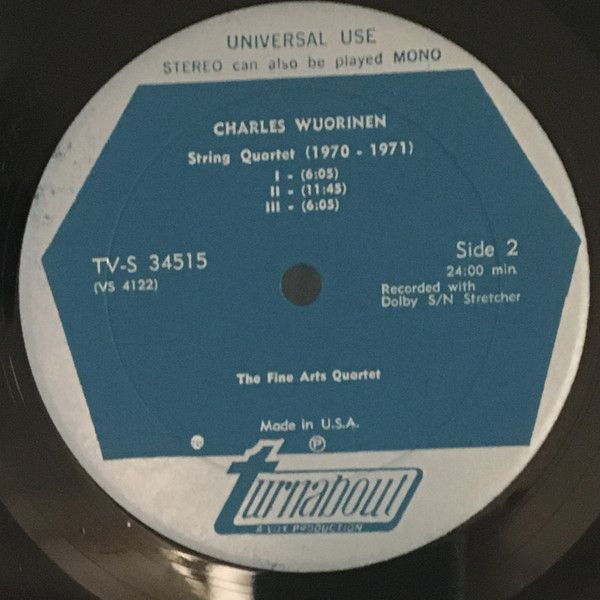 UNIVERSAL USE
STEREO can also be played MONO
CHARLES WUORINEN
String Quartet (1970 - 1971)
I - (6:05)
II - (11:45)
III - (6:05)
TV-S 34515
(VS 4122)
Side 2
24:00 min
Recorded with
Dolby S/N Stretcher
The Fine Arts Quartet
Made in U.S.A.
℗
turnabout
A VOX PRODUCTION